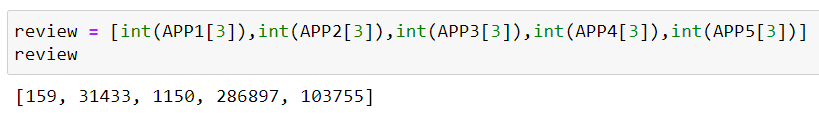 review = [int(APP1[3]),int(APP2[3]),int(APP3[3]),int(APP4[3]),int(APP5[3])]
review
[159, 31433, 1150, 286897, 103755]